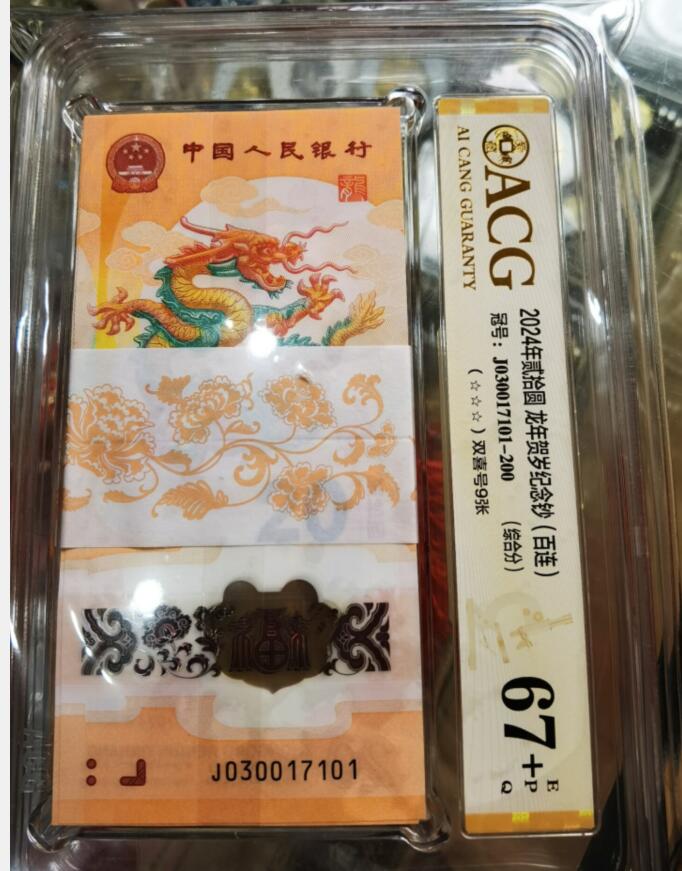 中国人民银行
龙
J030017101
ACG
AI CANG GUARANTY
2024年贰拾圆 龙年贺岁纪念钞（百连）
冠号：J030017101-200 （综合分）
（☆☆☆）双喜号9张
67+
E
P
Q